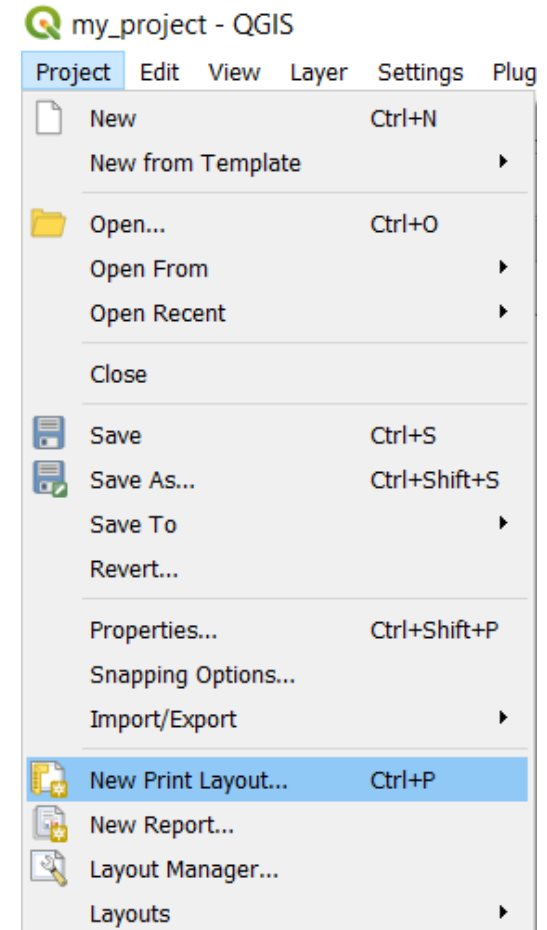 my_project - QGIS
Project Edit View Layer Settings Plug
New Ctrl+N
New from Template
Open... Ctrl+O
Open From
Open Recent
Close
Save Ctrl+S
Save As... Ctrl+Shift+S
Save To
Revert...
Properties... Ctrl+Shift+P
Snapping Options...
Import/Export
New Print Layout... Ctrl+P
New Report...
Layout Manager...
Layouts